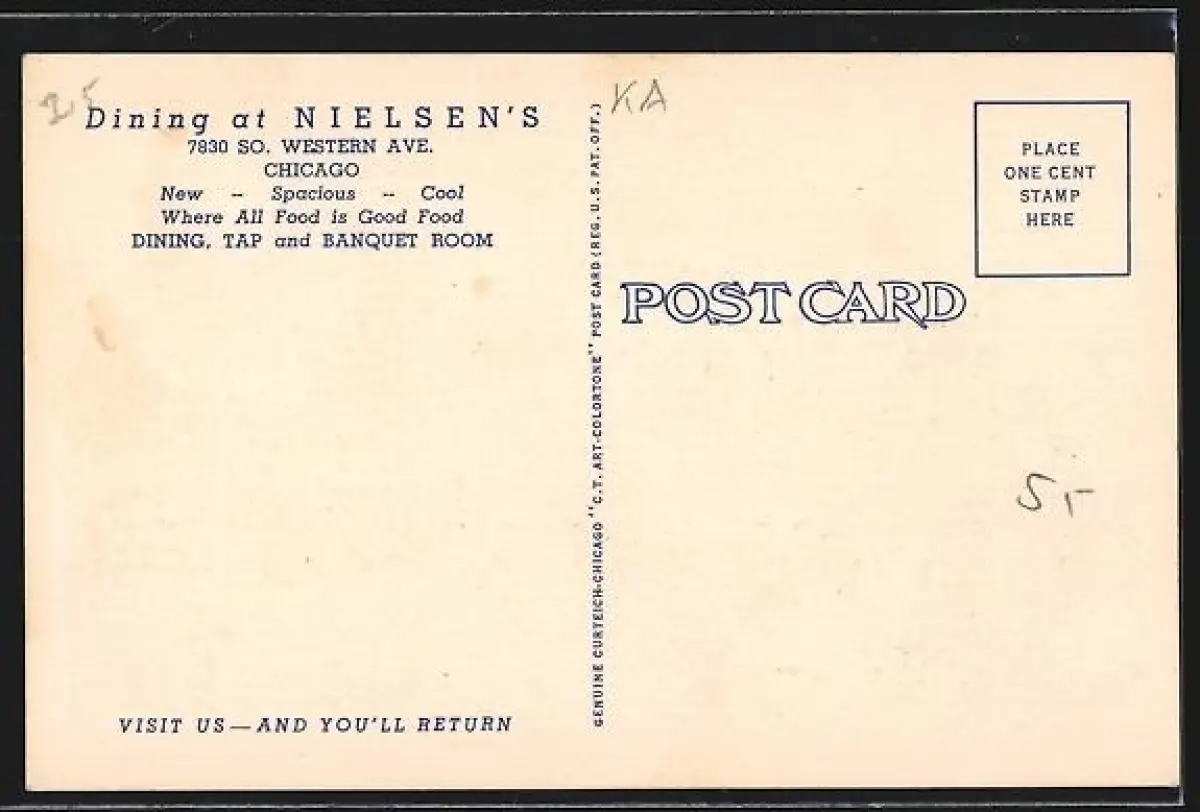 Dining at NIELSEN'S
7830 SO. WESTERN AVE.
CHICAGO
New -- Spacious -- Cool
Where All Food is Good Food
DINING, TAP and BANQUET ROOM
VISIT US—AND YOU'LL RETURN
GENUINE CURTEICH-CHICAGO "C.T. ART-COLORTONE" POST CARD (REG. U.S. PAT. OFF.)
KA
PLACE
ONE CENT
STAMP
HERE
POST CARD